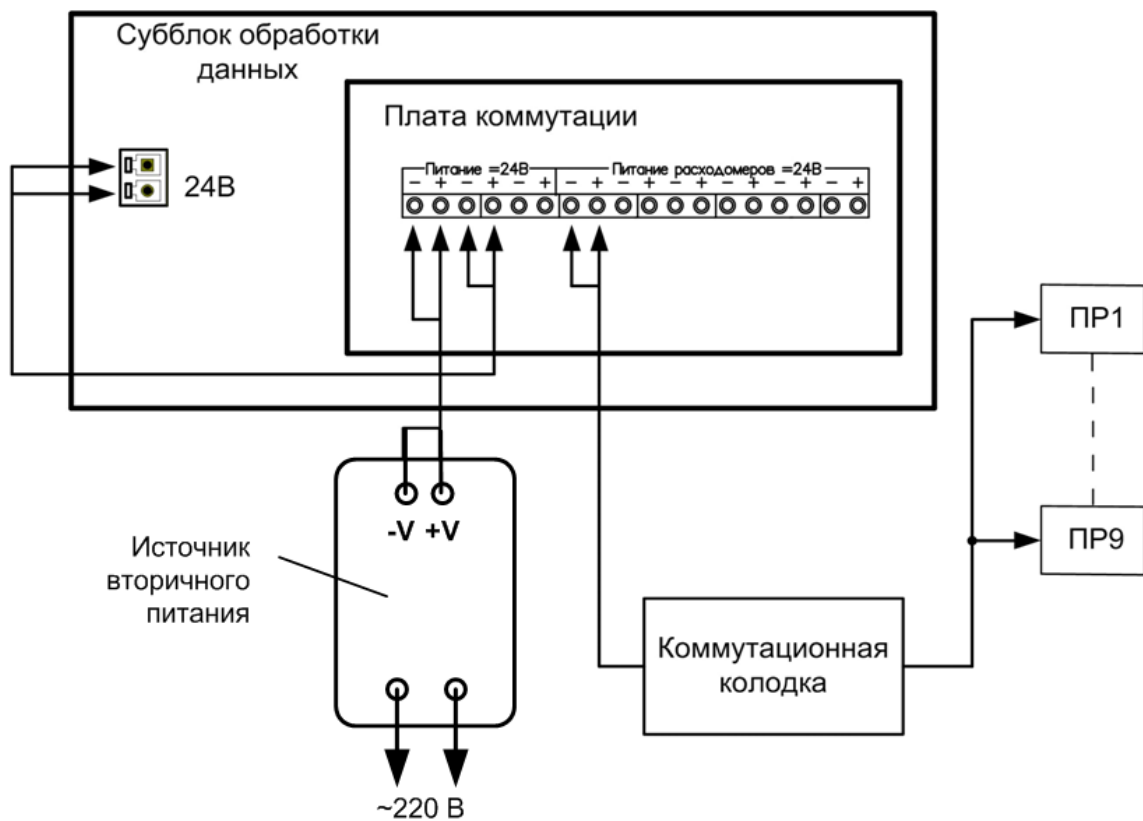 Субблок обработки
данных
Плата коммутации
Питание =24В
Питание расходомеров =24В
− + − + − + − + − + − + − + − + − +
24В
ПР1
-V +V
ПР9
Источник
вторичного
питания
Коммутационная
колодка
~220 В